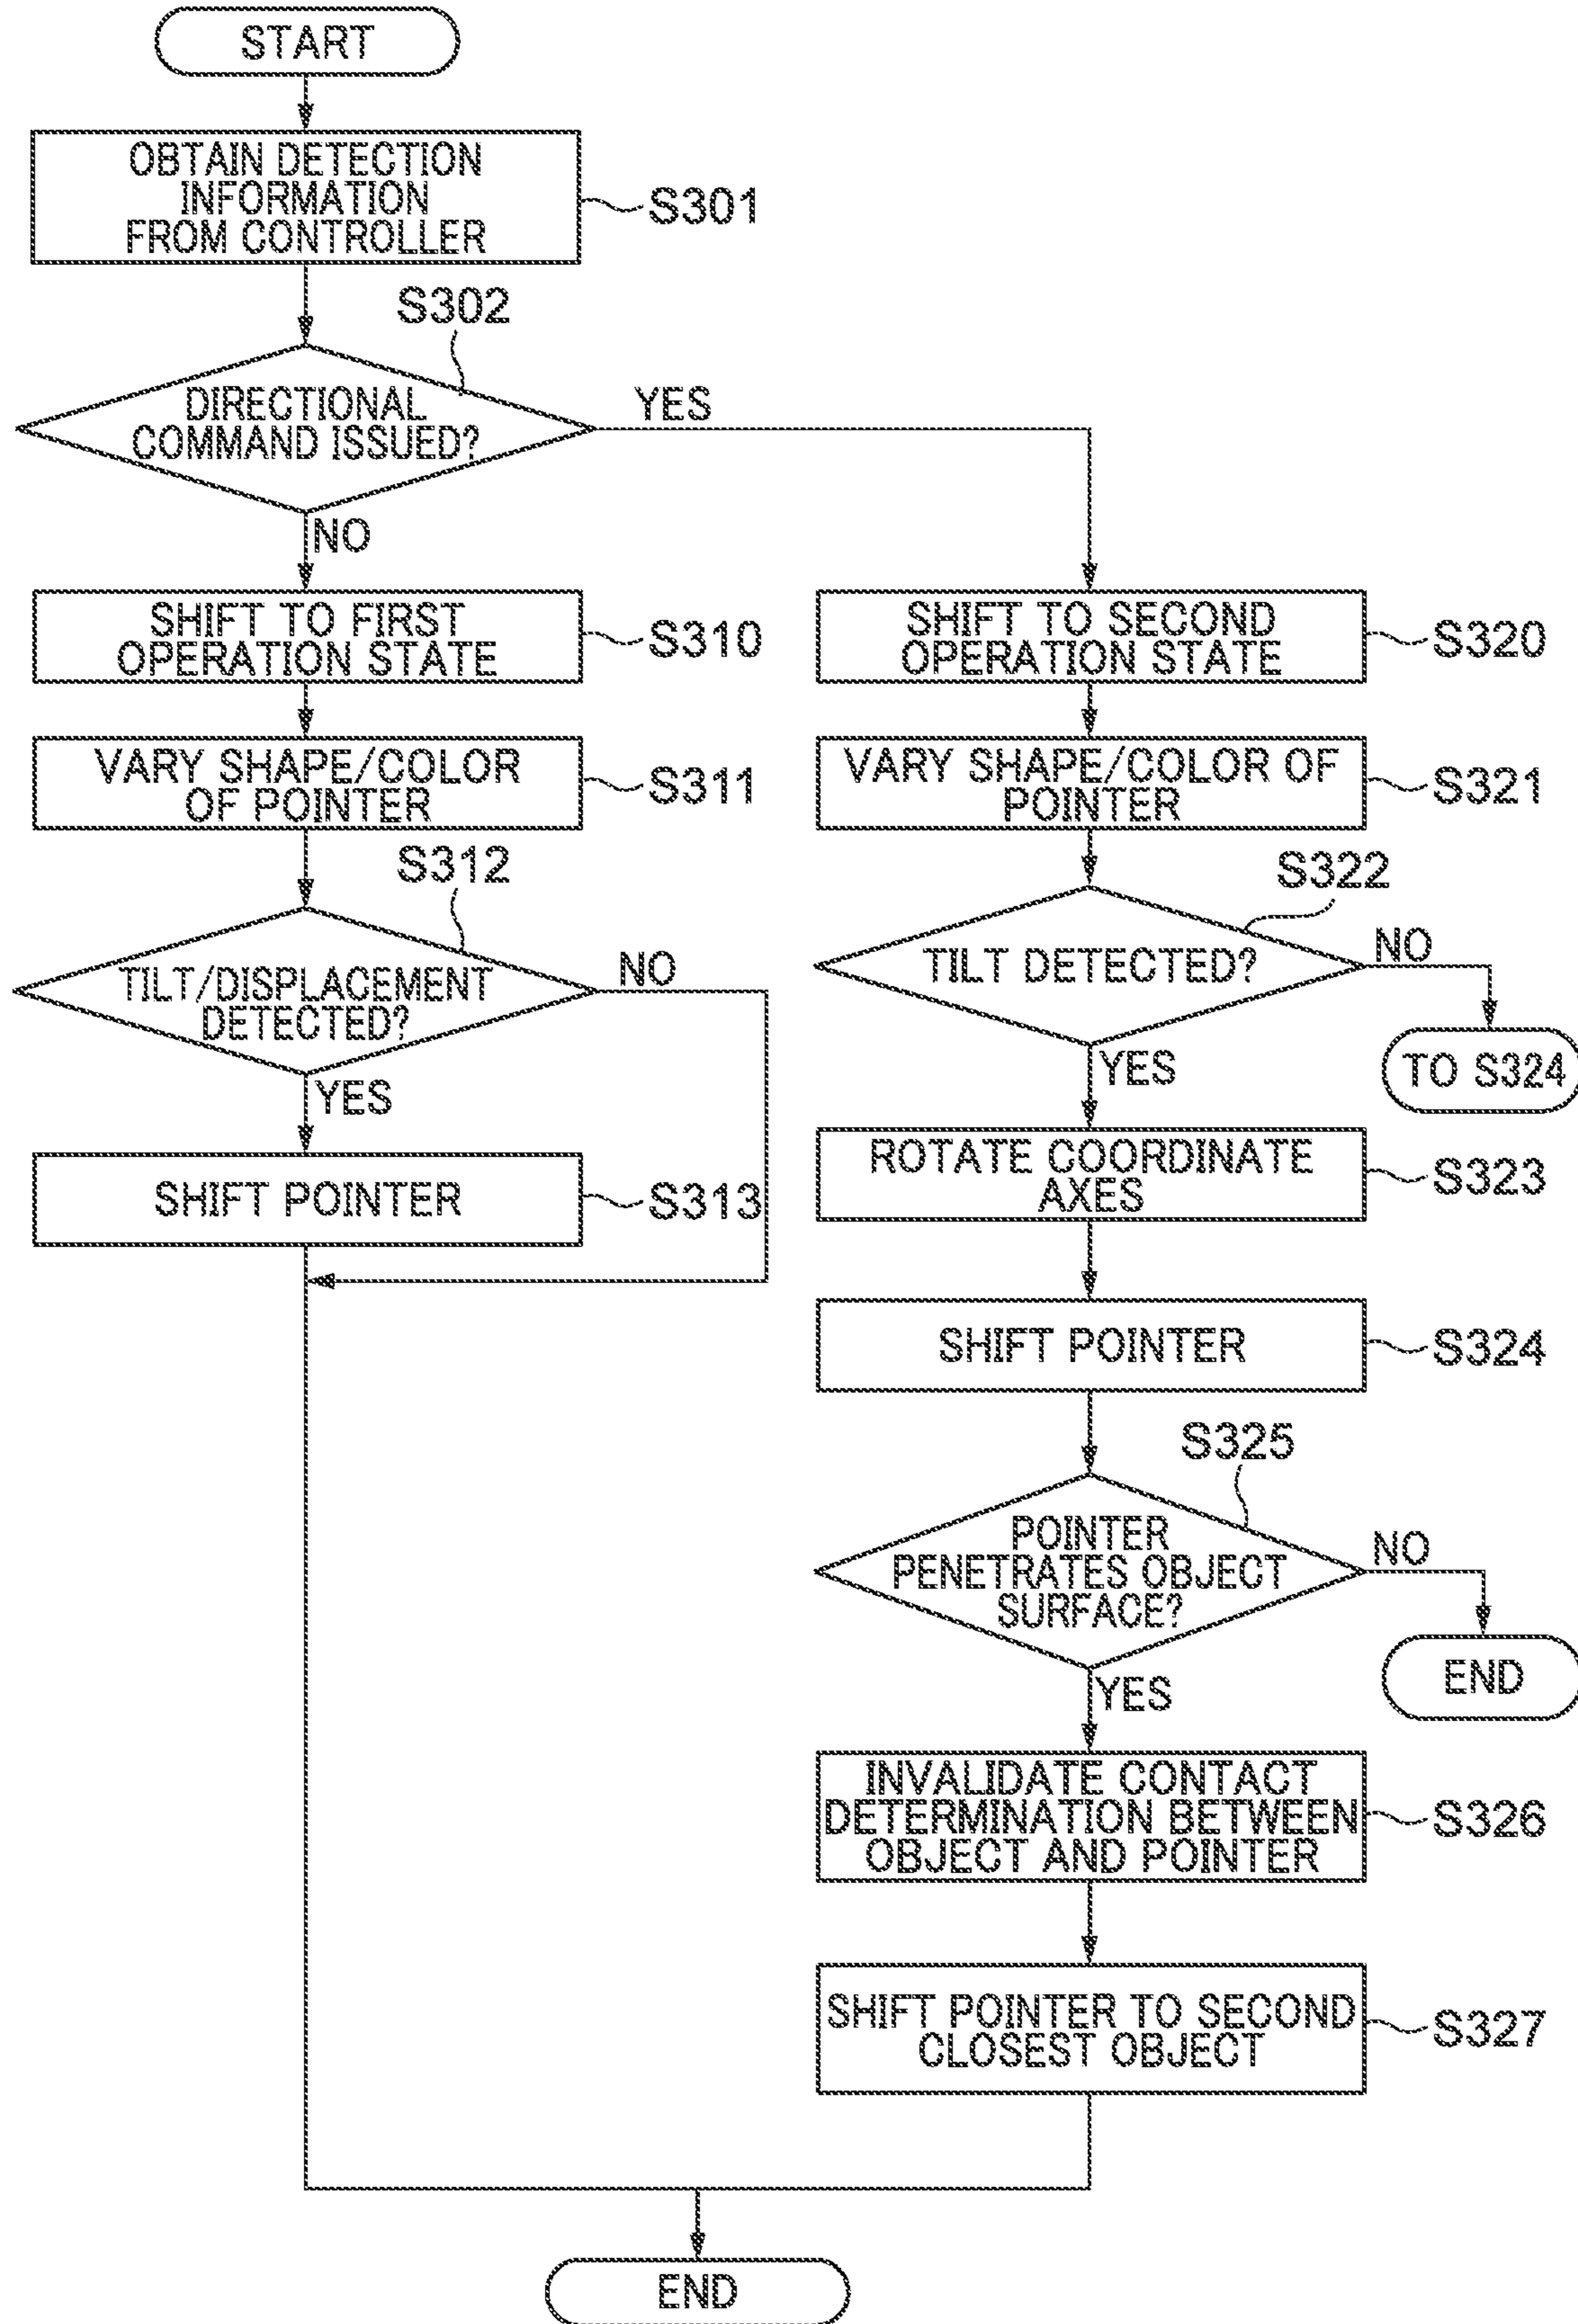 START
OBTAIN DETECTION
INFORMATION
FROM CONTROLLER
S301
S302
DIRECTIONAL
COMMAND ISSUED?
YES
NO
SHIFT TO FIRST
OPERATION STATE
S310
VARY SHAPE/COLOR
OF POINTER
S311
S312
TILT/DISPLACEMENT
DETECTED?
NO
YES
SHIFT POINTER
S313
SHIFT TO SECOND
OPERATION STATE
S320
VARY SHAPE/COLOR OF
POINTER
S321
S322
TILT DETECTED?
NO
TO S324
YES
ROTATE COORDINATE
AXES
S323
SHIFT POINTER
S324
S325
POINTER
PENETRATES OBJECT
SURFACE?
NO
END
YES
INVALIDATE CONTACT
DETERMINATION BETWEEN
OBJECT AND POINTER
S326
SHIFT POINTER TO SECOND
CLOSEST OBJECT
S327
END